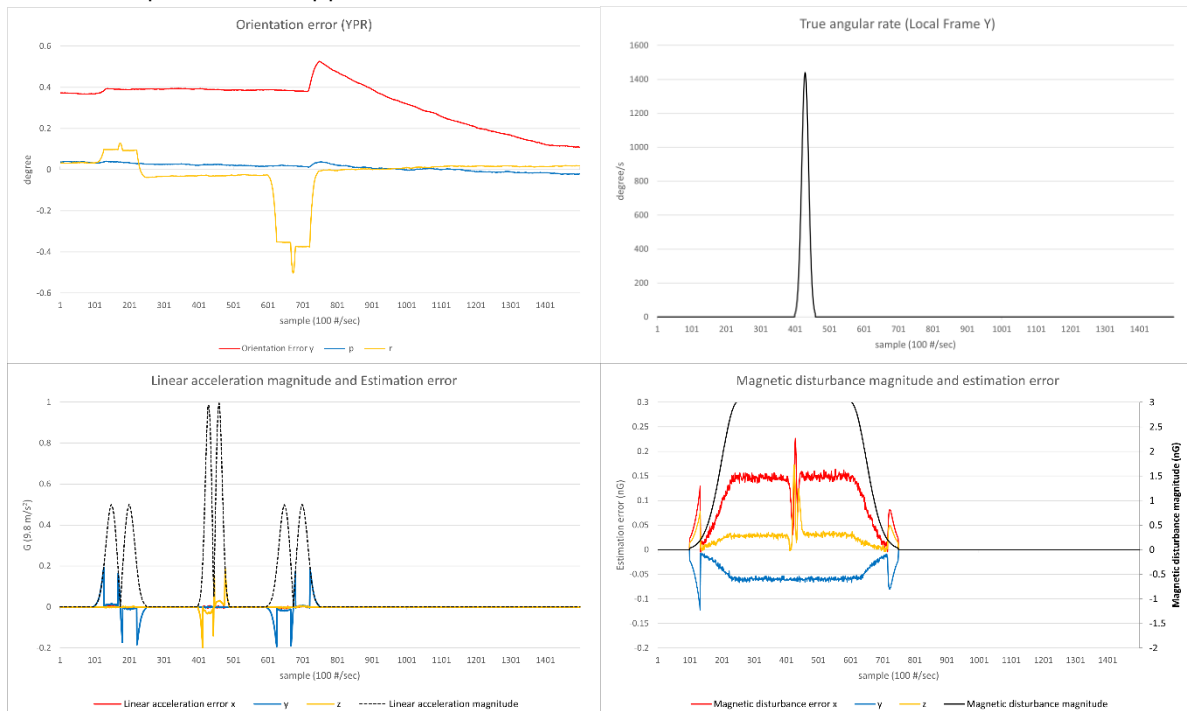 Orientation error (YPR)
0.6
0.4
0.2
0
-0.2
-0.4
-0.6
degree
1 101 201 301 401 501 601 701 801 901 1001 1101 1201 1301 1401
sample (100 #/sec)
Orientation Error y p r
True angular rate (Local Frame Y)
1600
1400
1200
1000
800
600
400
200
0
degree/s
1 101 201 301 401 501 601 701 801 901 1001 1101 1201 1301 1401
sample (100 #/sec)
Linear acceleration magnitude and Estimation error
1
0.8
0.6
0.4
0.2
0
-0.2
G (9.8 m/s²)
1 101 201 301 401 501 601 701 801 901 1001 1101 1201 1301 1401
sample (100 #/sec)
Linear acceleration error x y z Linear acceleration magnitude
Magnetic disturbance magnitude and estimation error
0.3
0.25
0.2
0.15
0.1
0.05
0
-0.05
-0.1
-0.15
-0.2
Estimation error (nG)
3
2.5
2
1.5
1
0.5
0
-0.5
-1
-1.5
-2
Magnetic disturbance magnitude (nG)
1 101 201 301 401 501 601 701 801 901 1001 1101 1201 1301 1401
sample (100 #/sec)
Magnetic disturbance error x y z Magnetic disturbance magnitude